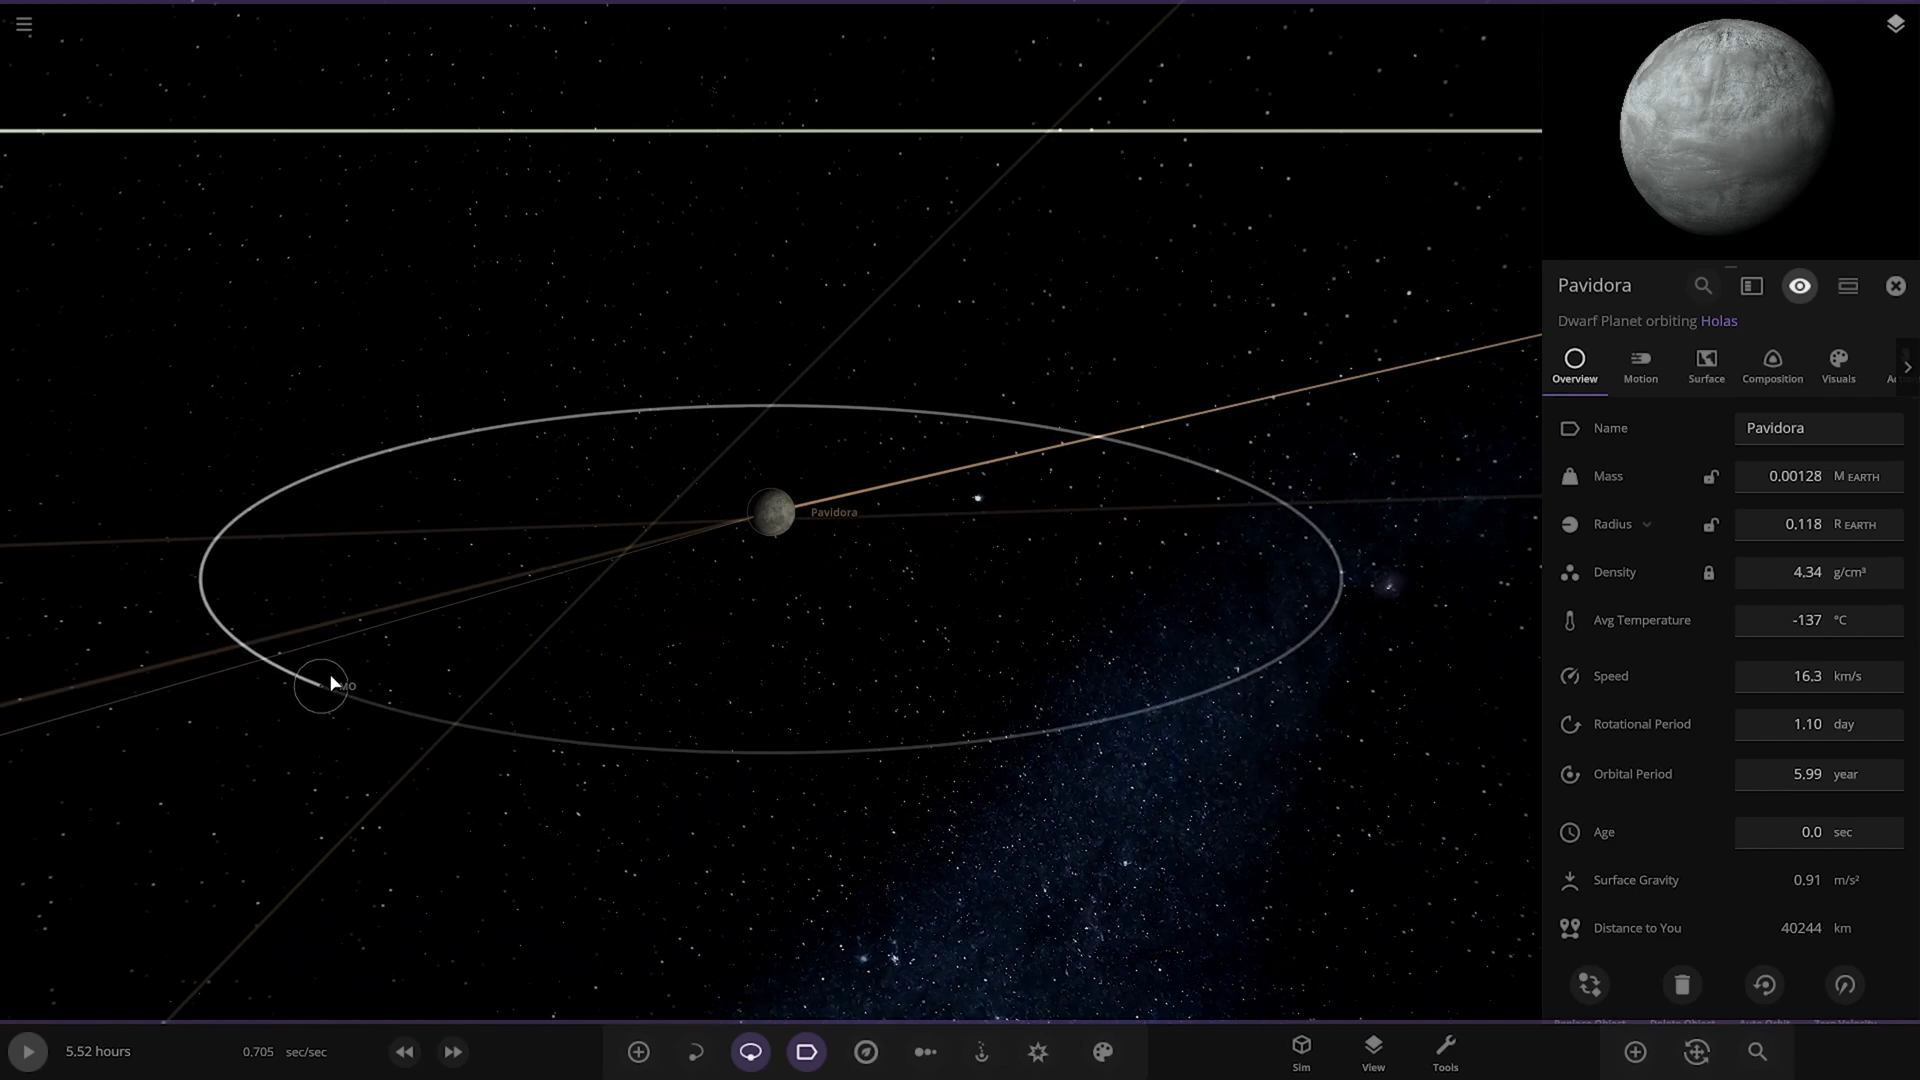 Pavidora
Dwarf Planet orbiting Holas
Overview
Motion
Surface
Composition
Visuals
Name Pavidora
Mass 0.00128 M EARTH
Radius 0.118 R EARTH
Density 4.34 g/cm³
Avg Temperature -137 °C
Speed 16.3 km/s
Rotational Period 1.10 day
Orbital Period 5.99 year
Age 0.0 sec
Surface Gravity 0.91 m/s²
Distance to You 40244 km
Pavidora
5.52 hours
0.705 sec/sec
Sim
View
Tools